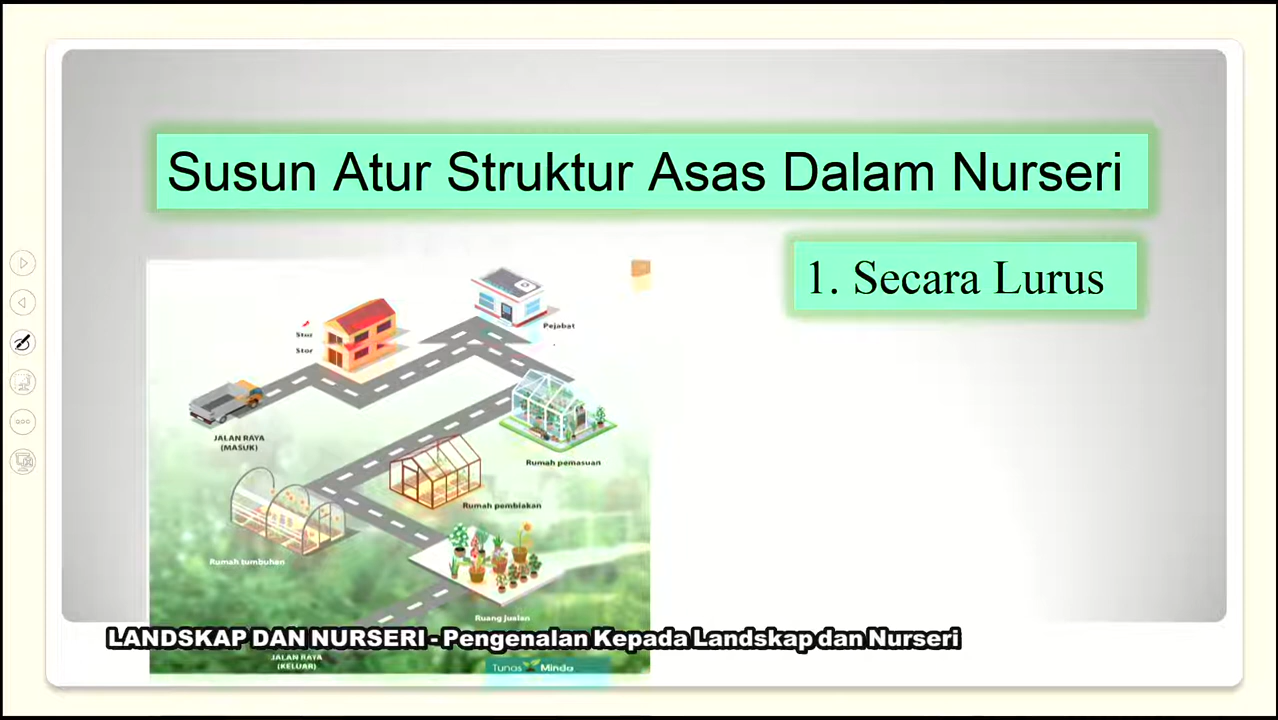 Susun Atur Struktur Asas Dalam Nurseri
1. Secara Lurus
Pejabat
Stor
Stor
JALAN RAYA
(MASUK)
Rumah pemasuan
Rumah pembiakan
Rumah tumbuhan
Ruang jualan
LANDSKAP DAN NURSERI - Pengenalan Kepada Landskap dan Nurseri
JALAN RAYA
(KELUAR)
Tunas Minda